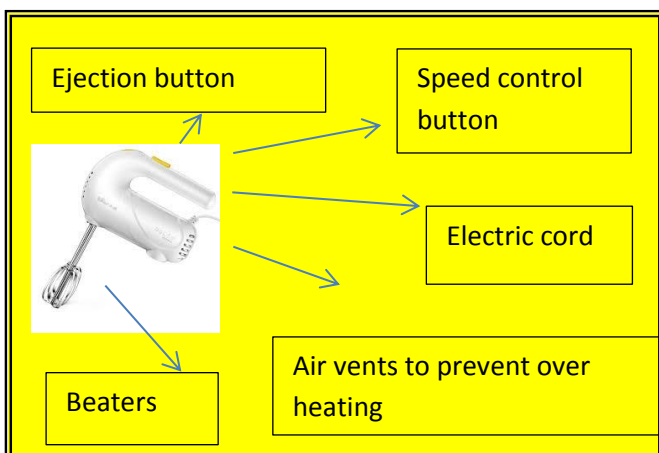 Ejection button
Speed control
button
Electric cord
Air vents to prevent over
heating
Beaters